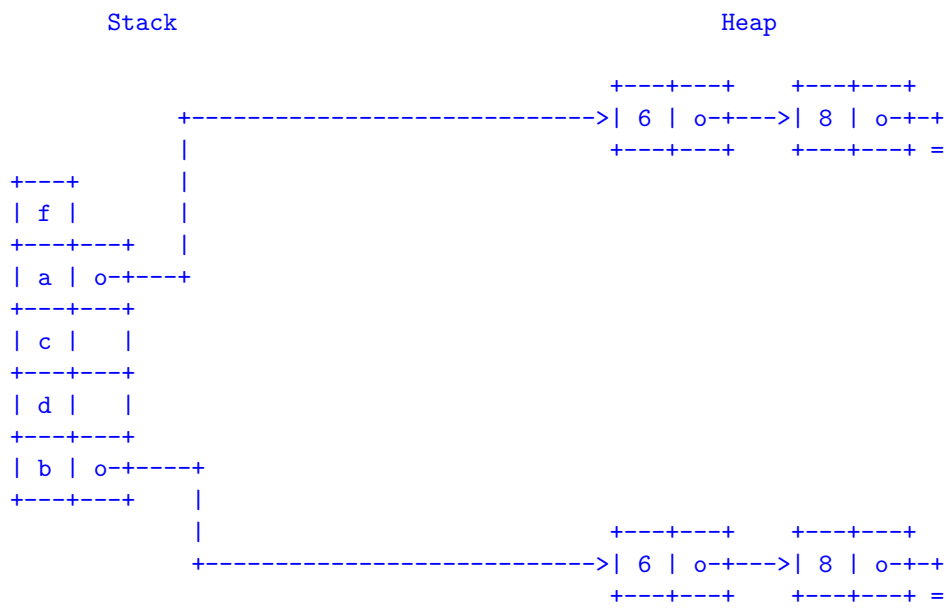 Stack                                   Heap
                                           +---+---+    +---+---+
            +----------------------------->| 6 | o-+--->| 8 | o-+-+
            |                              +---+---+    +---+---+ =
+---+       |
| f |       |
+---+---+   |
| a | o-+---+
+---+---+
| c |   |
+---+---+
| d |   |
+---+---+
| b | o-+----+
+---+---+    |
             |                             +---+---+    +---+---+
             +---------------------------->| 6 | o-+--->| 8 | o-+-+
                                           +---+---+    +---+---+ =